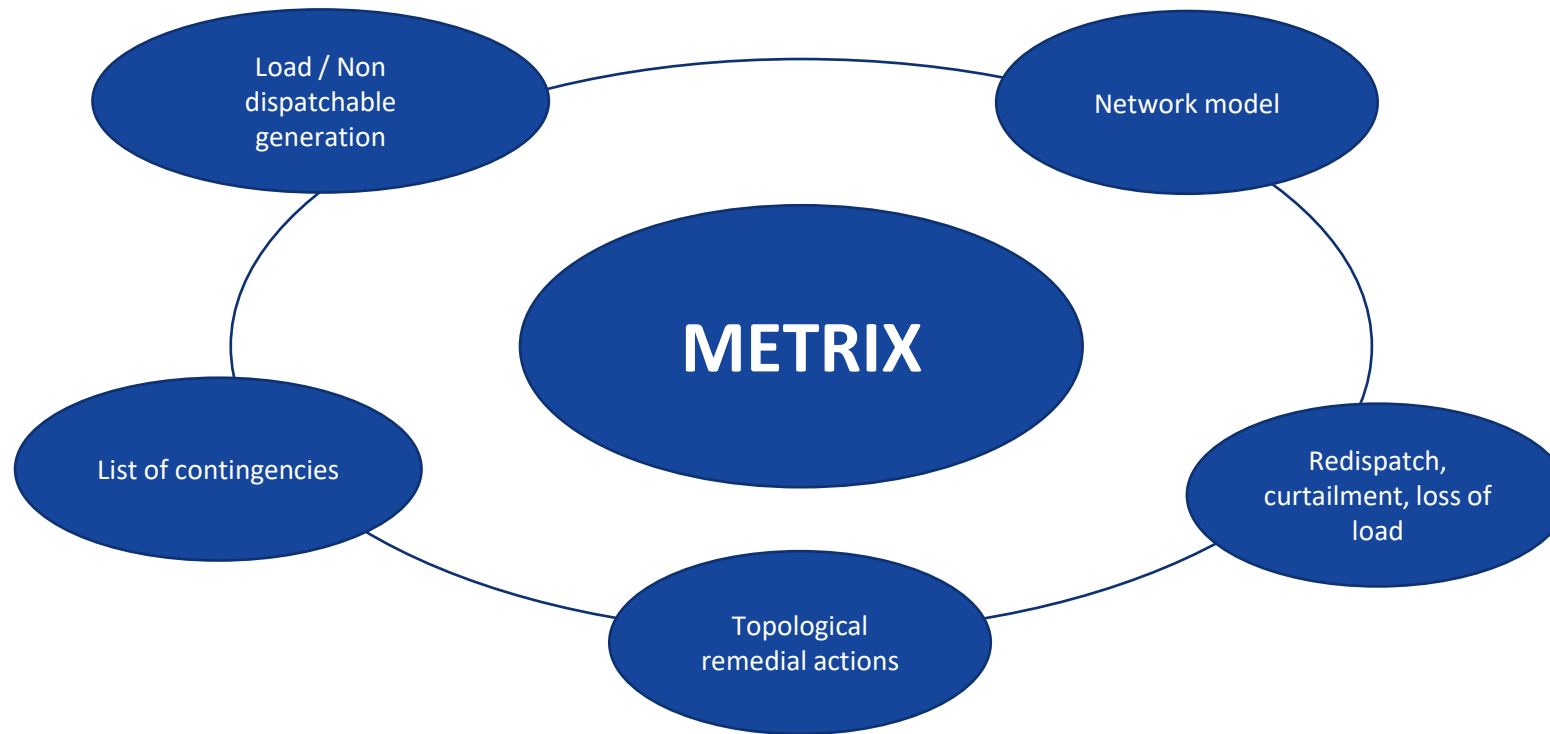 Load / Non
dispatchable
generation
Network model
METRIX
List of contingencies
Redispatch,
curtailment, loss of
load
Topological
remedial actions